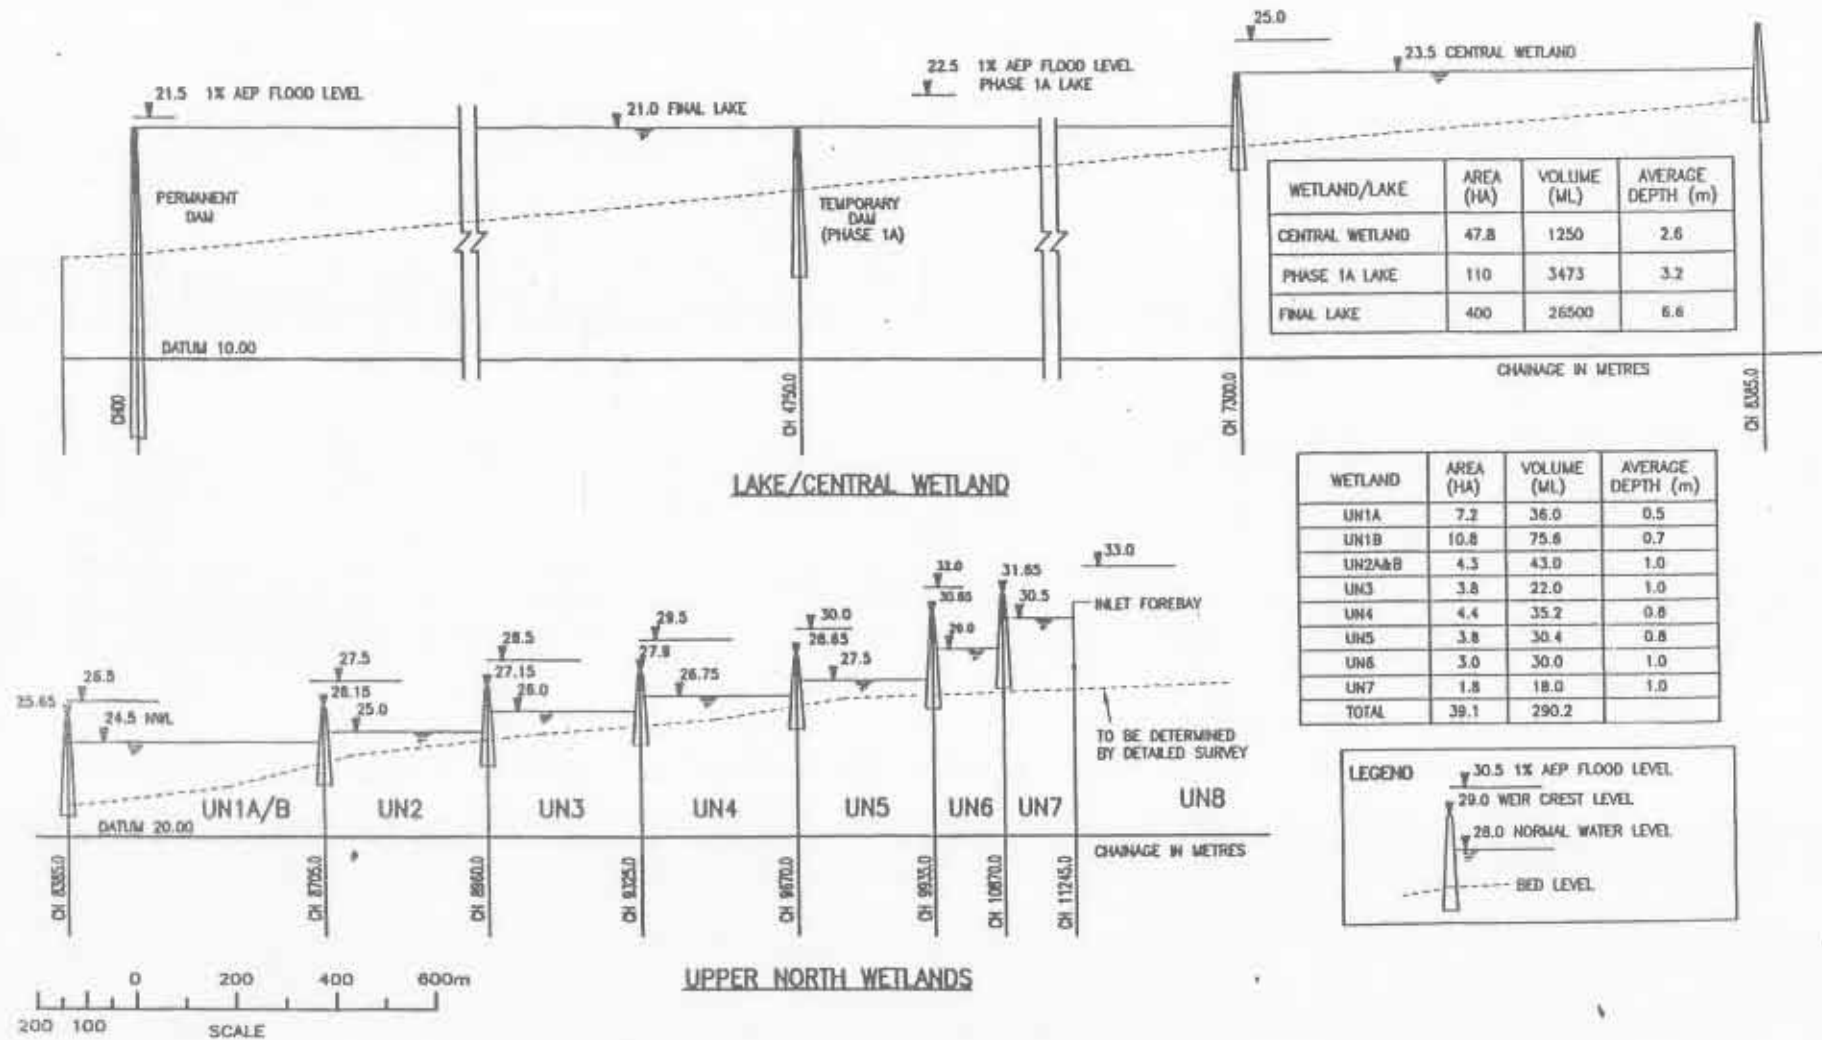 25.0
23.5 CENTRAL WETLAND
22.5 1% AEP FLOOD LEVEL
PHASE 1A LAKE
21.5 1% AEP FLOOD LEVEL
21.0 FINAL LAKE
PERMANENT
DAM
TEMPORARY
DAM
(PHASE 1A)
WETLAND/LAKE AREA (HA) VOLUME (ML) AVERAGE DEPTH (m)
CENTRAL WETLAND 47.8 1250 2.6
PHASE 1A LAKE 110 3473 3.2
FINAL LAKE 400 26500 6.6
DATUM 10.00
CHAINAGE IN METRES
CH00
CH 4750.0
CH 7300.0
CH 8385.0
LAKE/CENTRAL WETLAND
WETLAND AREA (HA) VOLUME (ML) AVERAGE DEPTH (m)
UN1A 7.2 36.0 0.5
UN1B 10.8 75.6 0.7
UN2A&B 4.3 43.0 1.0
UN3 3.8 22.0 1.0
UN4 4.4 35.2 0.8
UN5 3.8 30.4 0.8
UN6 3.0 30.0 1.0
UN7 1.8 18.0 1.0
TOTAL 39.1 290.2
33.0
33.0
31.65
30.65
30.5
INLET FOREBAY
29.0
30.0
28.65
27.5
29.5
27.9
26.75
28.5
27.15
26.0
27.5
26.15
25.0
26.5
25.65
24.5 NWL
TO BE DETERMINED
BY DETAILED SURVEY
UN1A/B UN2 UN3 UN4 UN5 UN6 UN7 UN8
DATUM 20.00
CHAINAGE IN METRES
CH 8385.0
CH 8705.0
CH 8960.0
CH 9325.0
CH 9670.0
CH 9935.0
CH 10870.0
CH 11245.0
LEGEND
30.5 1% AEP FLOOD LEVEL
29.0 WEIR CREST LEVEL
28.0 NORMAL WATER LEVEL
BED LEVEL
UPPER NORTH WETLANDS
0 200 400 600m
200 100
SCALE